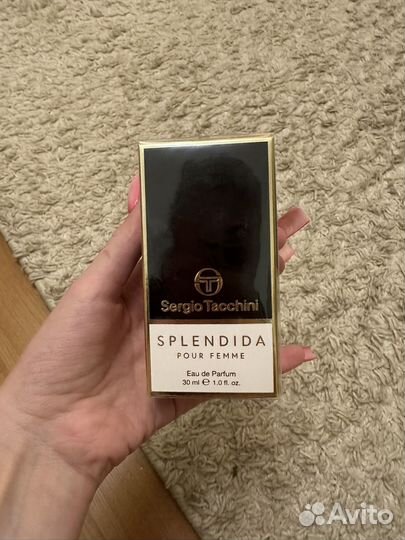 Sergio Tacchini
SPLENDIDA
POUR FEMME
Eau de Parfum
30 ml ℮ 1.0 fl. oz.
Avito